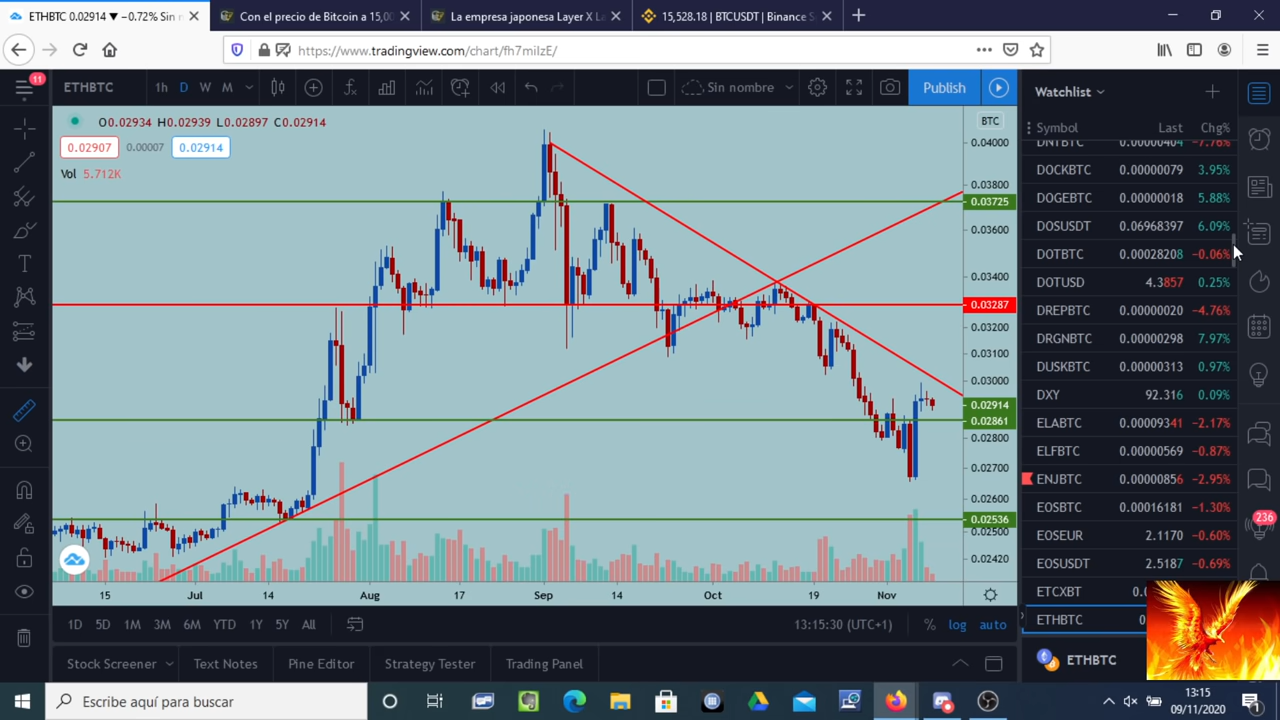 ETHBTC 0.02914 ▼ −0.72% Sin n
Con el precio de Bitcoin a 15,00
La empresa japonesa Layer X La
15,528.18 | BTCUSDT | Binance S
https://www.tradingview.com/chart/fh7milzE/
11
ETHBTC
1h D W M
Sin nombre
Publish
Watchlist
O0.02934 H0.02939 L0.02897 C0.02914
0.02907 0.00007 0.02914
Vol 5.712K
BTC
0.04000
0.03800
0.03725
0.03600
0.03400
0.03287
0.03200
0.03100
0.03000
0.02914
0.02861
0.02800
0.02700
0.02600
0.02536
0.02500
0.02420
15 Jul 14 Aug 17 Sep 14 Oct 19 Nov
1D 5D 1M 3M 6M YTD 1Y 5Y All
13:15:30 (UTC+1)
% log auto
Stock Screener Text Notes Pine Editor Strategy Tester Trading Panel
Symbol Last Chg%
DNTBTC 0.00000404 −7.76%
DOCKBTC 0.00000079 3.95%
DOGEBTC 0.00000018 5.88%
DOSUSDT 0.06968397 6.09%
DOTBTC 0.00028208 −0.06%
DOTUSD 4.3857 0.25%
DREPBTC 0.00000020 −4.76%
DRGNBTC 0.00000298 7.97%
DUSKBTC 0.00000313 0.97%
DXY 92.316 0.09%
ELABTC 0.00009341 −2.17%
ELFBTC 0.00000569 −0.87%
ENJBTC 0.00000856 −2.95%
EOSBTC 0.00016181 −1.30%
EOSEUR 2.1170 −0.60%
EOSUSDT 2.5187 −0.69%
ETCXBT 0.0
ETHBTC 0
ETHBTC
236
Escribe aquí para buscar
13:15
09/11/2020
1